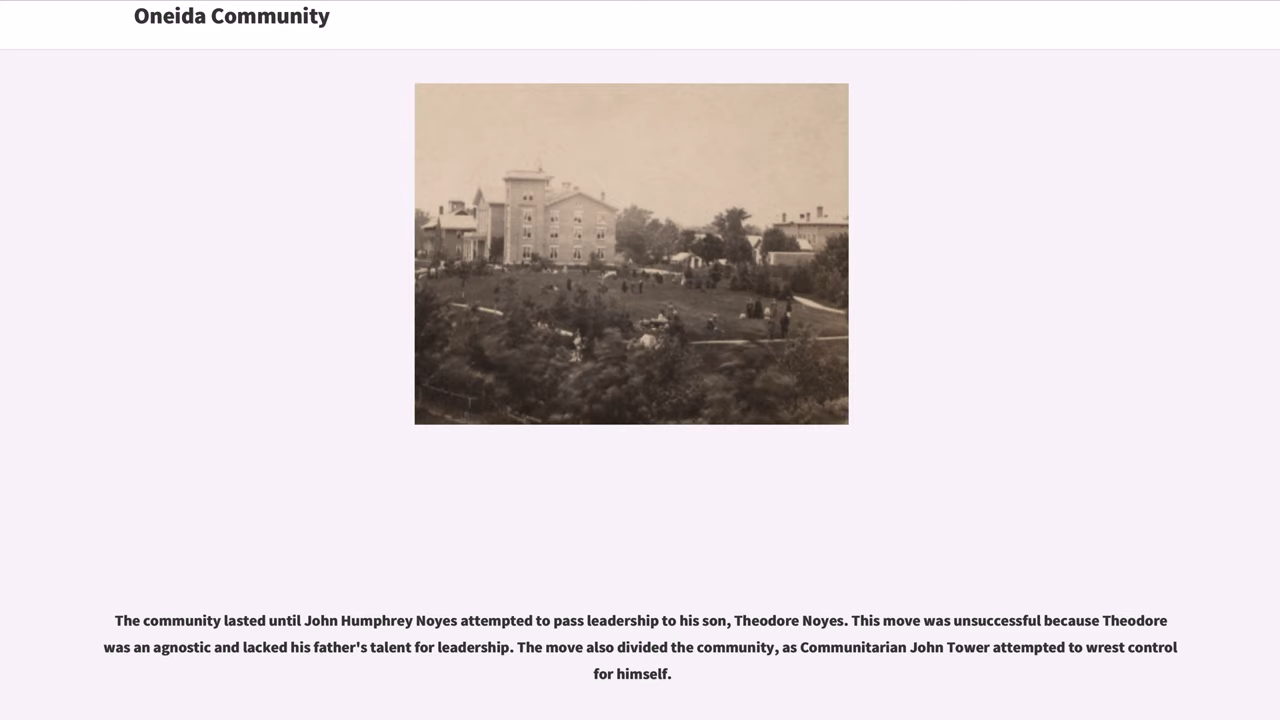 Oneida Community
The community lasted until John Humphrey Noyes attempted to pass leadership to his son, Theodore Noyes. This move was unsuccessful because Theodore
was an agnostic and lacked his father's talent for leadership. The move also divided the community, as Communitarian John Tower attempted to wrest control
for himself.